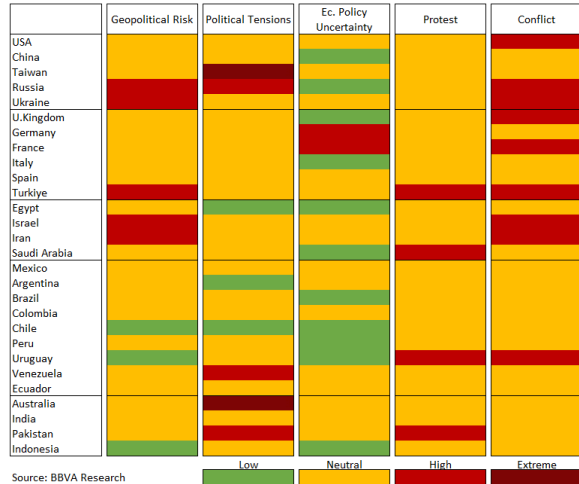 Geopolitical Risk Political Tensions Ec. Policy Uncertainty Protest Conflict
USA
China
Taiwan
Russia
Ukraine
U.Kingdom
Germany
France
Italy
Spain
Turkiye
Egypt
Israel
Iran
Saudi Arabia
Mexico
Argentina
Brazil
Colombia
Chile
Peru
Uruguay
Venezuela
Ecuador
Australia
India
Pakistan
Indonesia
Low Neutral High Extreme
Source: BBVA Research